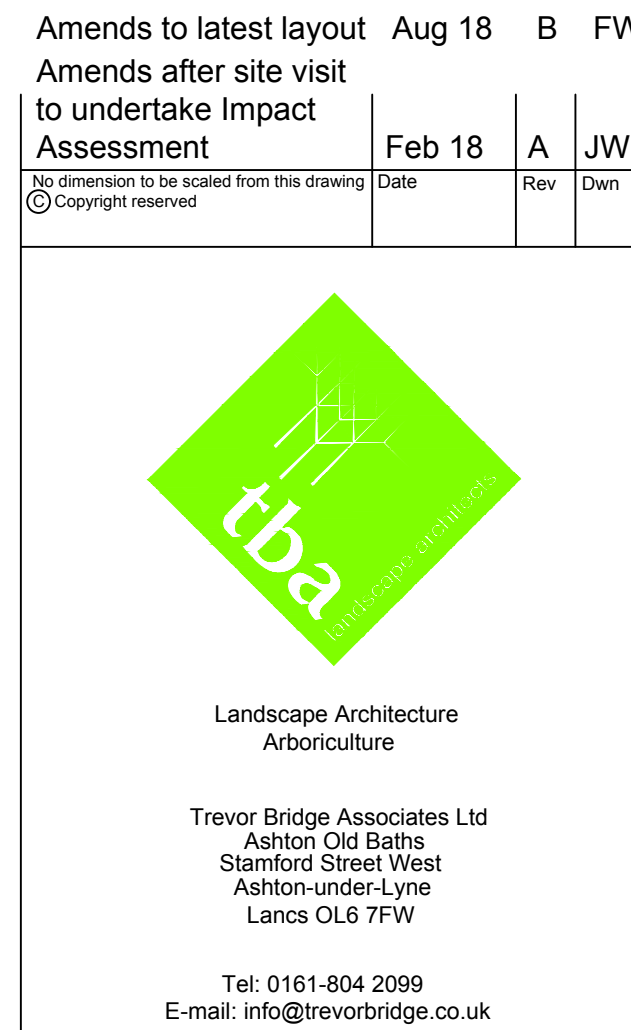 Amends to latest layout Aug 18 B FW
Amends after site visit
to undertake Impact
Assessment Feb 18 A JW
No dimension to be scaled from this drawing Date Rev Dwn
© Copyright reserved
tba
landscape architects
Landscape Architecture
Arboriculture
Trevor Bridge Associates Ltd
Ashton Old Baths
Stamford Street West
Ashton-under-Lyne
Lancs OL6 7FW
Tel: 0161-804 2099
E-mail: info@trevorbridge.co.uk